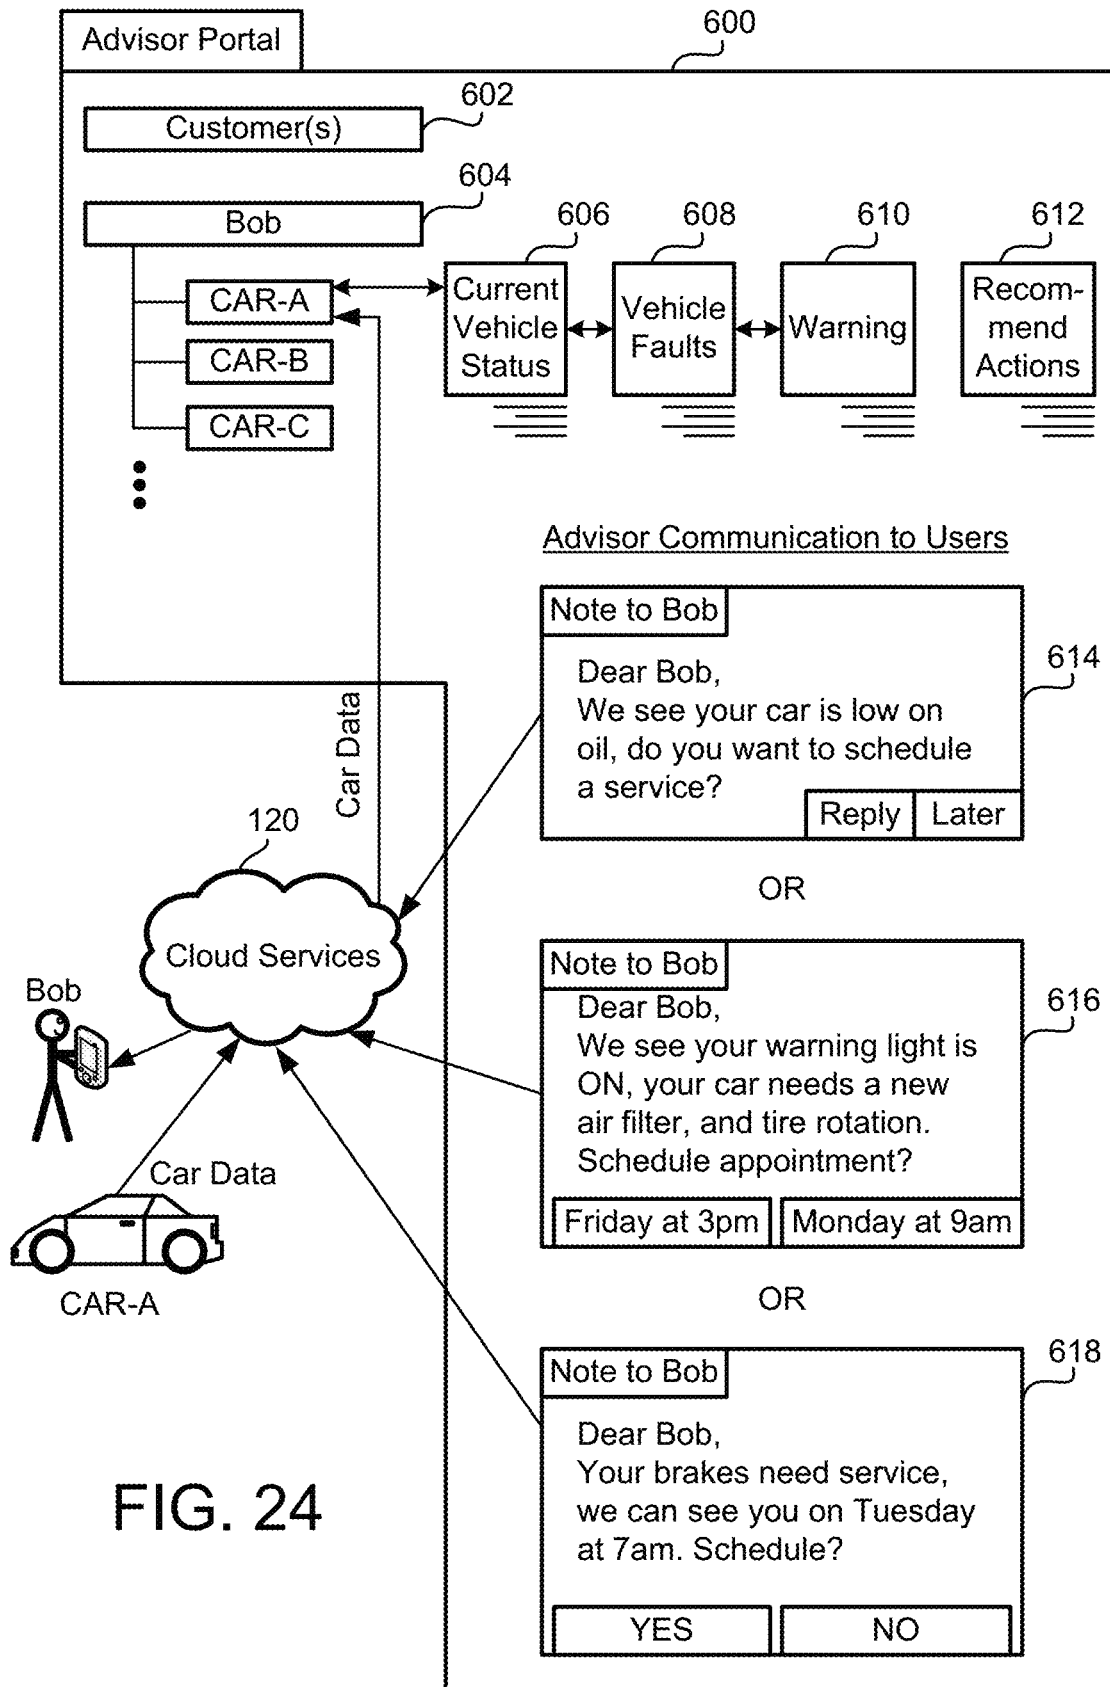 Advisor Portal
600
602
Customer(s)
604
Bob
606
608
610
612
CAR-A
CAR-B
CAR-C
Current
Vehicle
Status
Vehicle
Faults
Warning
Recom-
mend
Actions
Advisor Communication to Users
Note to Bob
614
Dear Bob,
We see your car is low on
oil, do you want to schedule
a service?
Reply
Later
Car Data
120
OR
Cloud Services
Note to Bob
616
Dear Bob,
We see your warning light is
ON, your car needs a new
air filter, and tire rotation.
Schedule appointment?
Friday at 3pm
Monday at 9am
Bob
Car Data
CAR-A
OR
Note to Bob
618
Dear Bob,
Your brakes need service,
we can see you on Tuesday
at 7am. Schedule?
YES
NO
FIG. 24